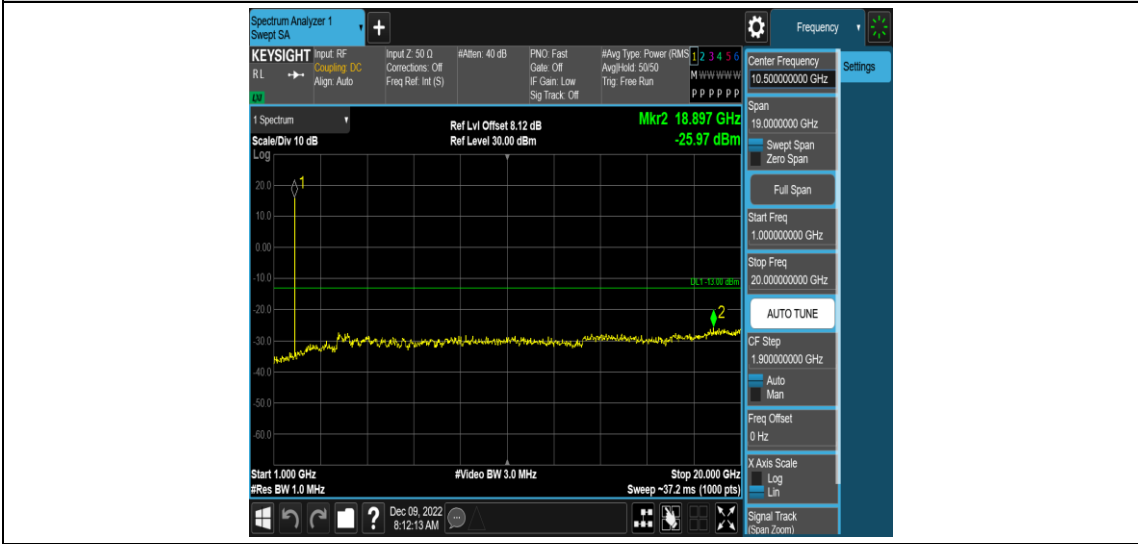 Spectrum Analyzer 1
Swept SA
+
Frequency
KEYSIGHT
RL
Input: RF
Coupling: DC
Align: Auto
Input Z: 50 Ω
Corrections: Off
Freq Ref: Int (S)
#Atten: 40 dB
PNO: Fast
Gate: Off
IF Gain: Low
Sig Track: Off
#Avg Type: Power (RMS
Avg|Hold: 50/50
Trig: Free Run
1 2 3 4 5 6
M W W W W W
P P P P P P
1 Spectrum
Scale/Div 10 dB
Log
Ref Lvl Offset 8.12 dB
Ref Level 30.00 dBm
Mkr2 18.897 GHz
-25.97 dBm
20.0
10.0
0.00
-10.0
-20.0
-30.0
-40.0
-50.0
-60.0
1
DL1 -13.00 dBm
2
Start 1.000 GHz
#Res BW 1.0 MHz
#Video BW 3.0 MHz
Stop 20.000 GHz
Sweep ~37.2 ms (1000 pts)
?
Dec 09, 2022
8:12:13 AM
Center Frequency
10.500000000 GHz
Settings
Span
19.0000000 GHz
Swept Span
Zero Span
Full Span
Start Freq
1.000000000 GHz
Stop Freq
20.000000000 GHz
AUTO TUNE
CF Step
1.900000000 GHz
Auto
Man
Freq Offset
0 Hz
X Axis Scale
Log
Lin
Signal Track
(Span Zoom)